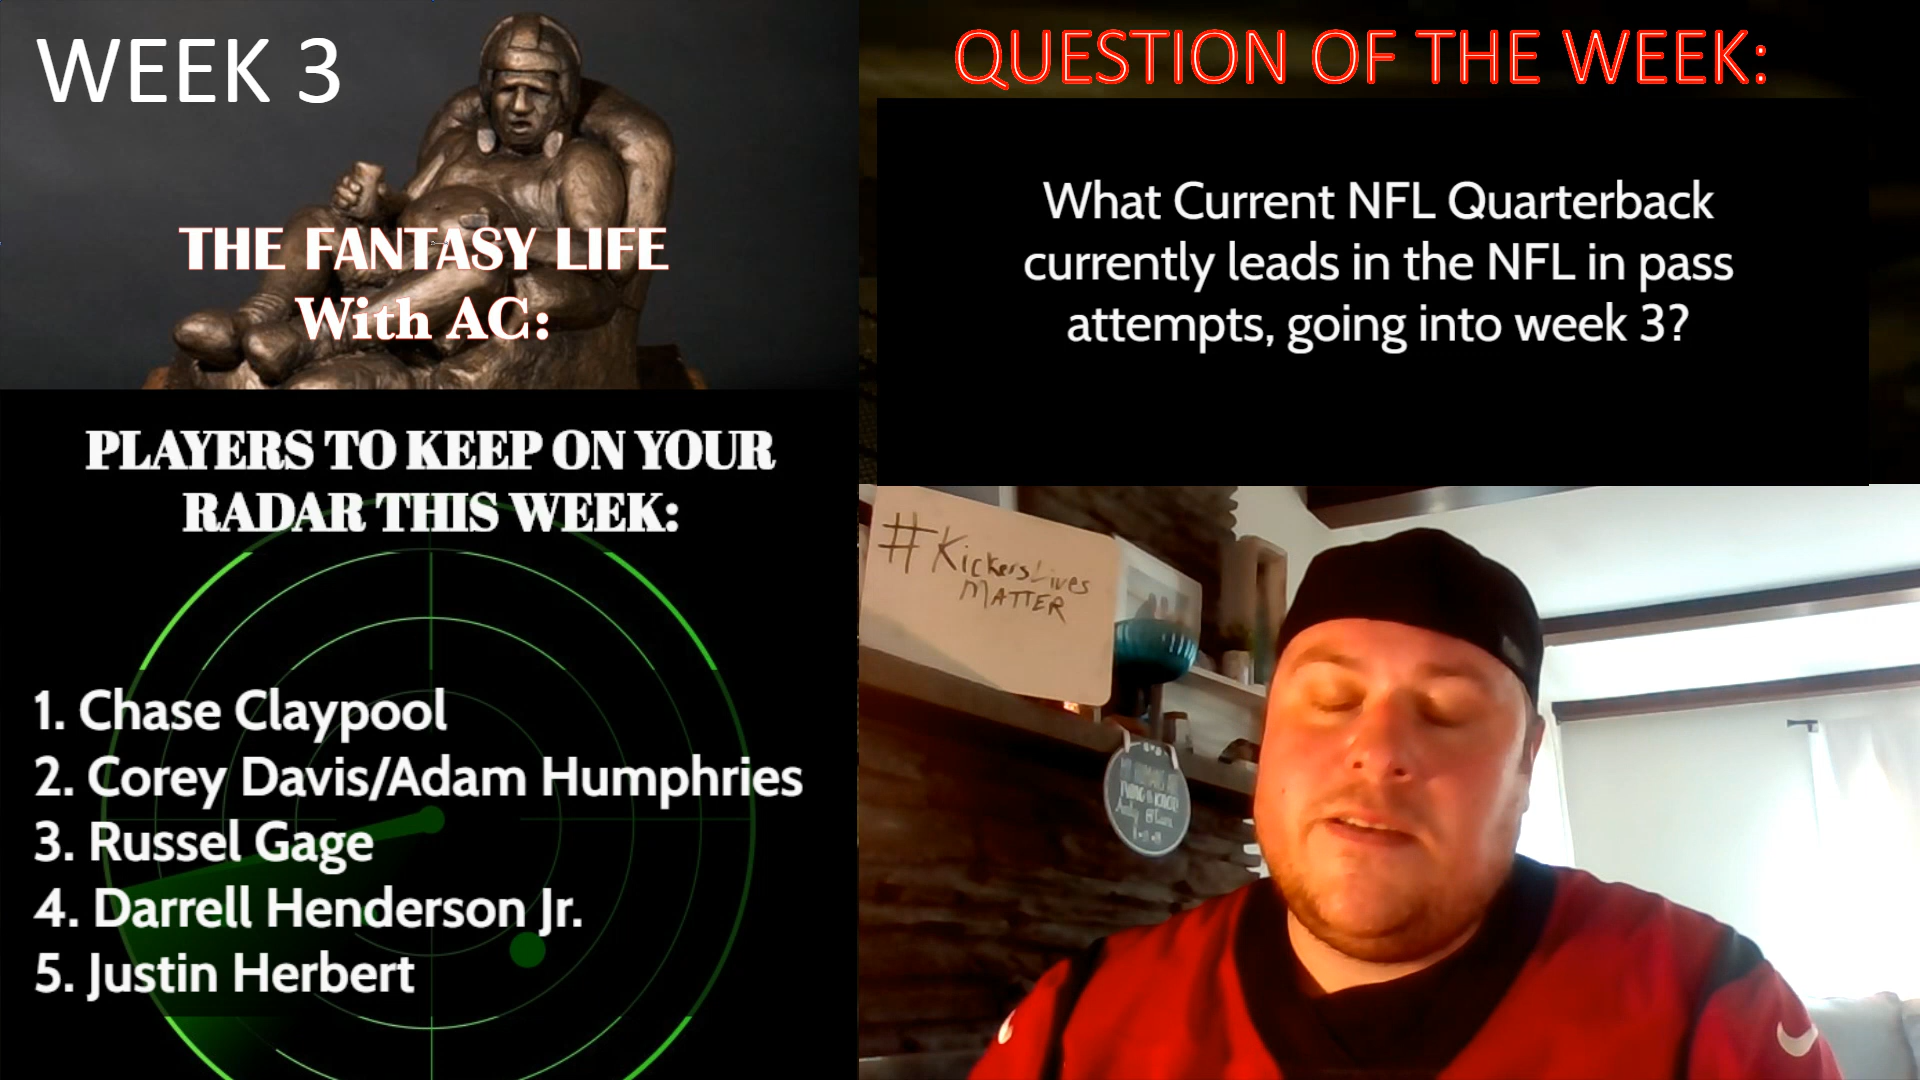 WEEK 3
THE FANTASY LIFE
With AC:
PLAYERS TO KEEP ON YOUR
RADAR THIS WEEK:
1. Chase Claypool
2. Corey Davis/Adam Humphries
3. Russel Gage
4. Darrell Henderson Jr.
5. Justin Herbert
QUESTION OF THE WEEK:
What Current NFL Quarterback
currently leads in the NFL in pass
attempts, going into week 3?
#KickersLives
MATTER